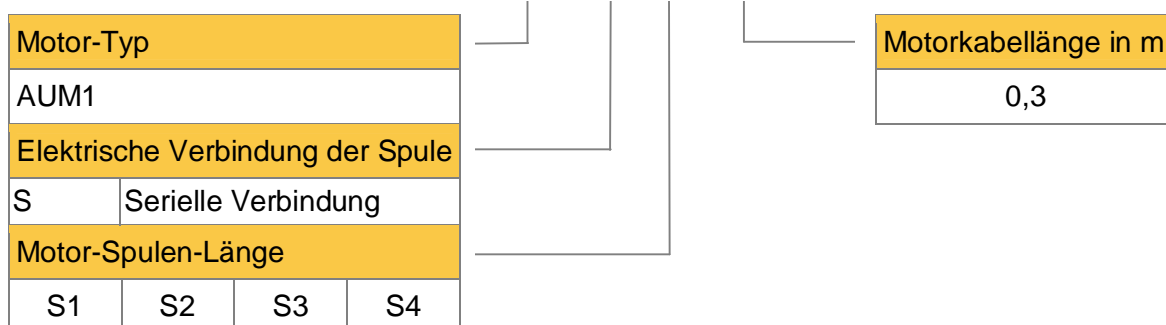 Motor-Typ
AUM1
Elektrische Verbindung der Spule
S Serielle Verbindung
Motor-Spulen-Länge
S1 S2 S3 S4
Motorkabellänge in m
0,3